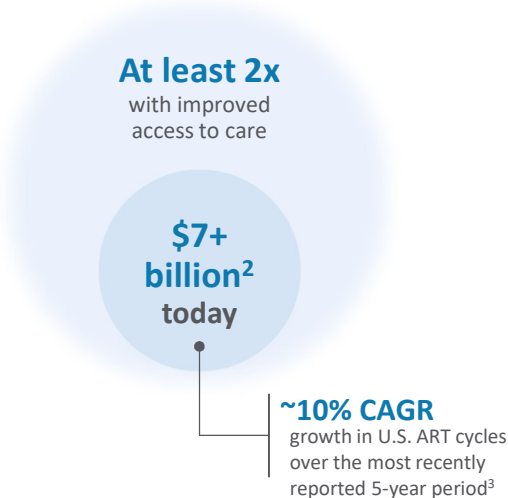 At least 2x
with improved
access to care
$7+
billion²
today
~10% CAGR
growth in U.S. ART cycles
over the most recently
reported 5-year period³